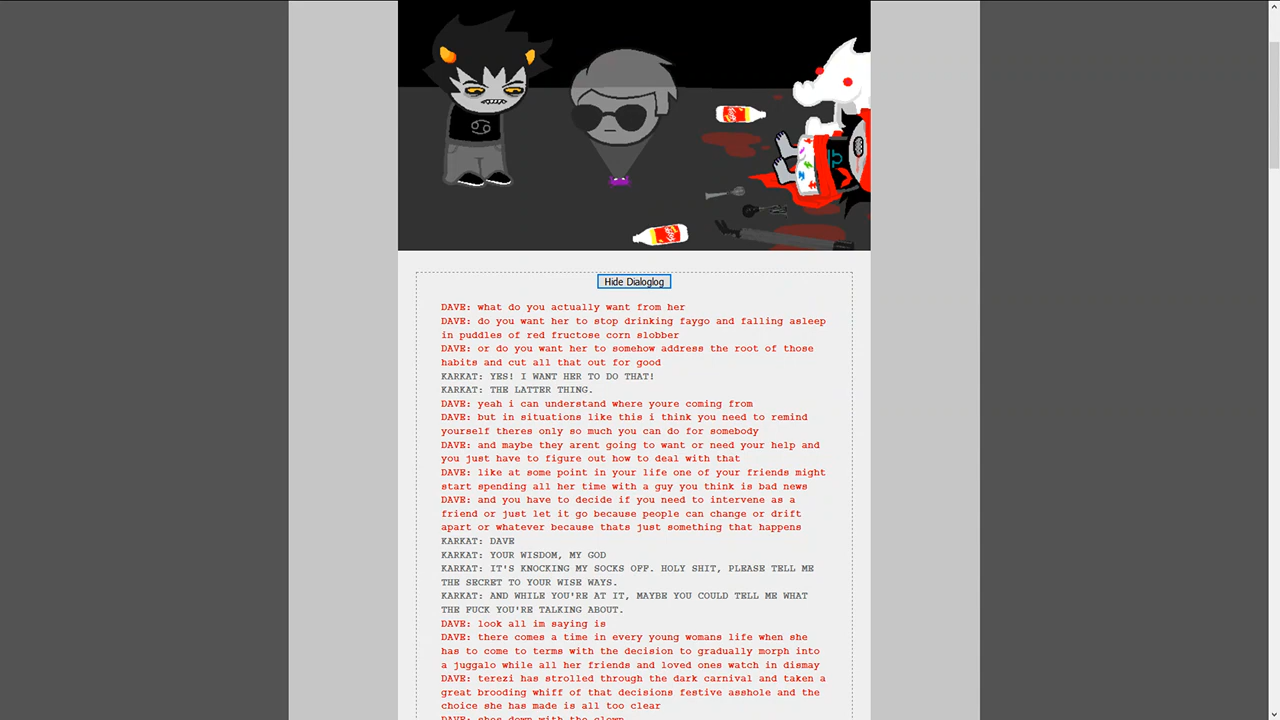 Hide Dialoglog
DAVE: what do you actually want from her
DAVE: do you want her to stop drinking faygo and falling asleep
in puddles of red fructose corn slobber
DAVE: or do you want her to somehow address the root of those
habits and cut all that out for good
KARKAT: YES! I WANT HER TO DO THAT!
KARKAT: THE LATTER THING.
DAVE: yeah i can understand where youre coming from
DAVE: but in situations like this i think you need to remind
yourself theres only so much you can do for somebody
DAVE: and maybe they arent going to want or need your help and
you just have to figure out how to deal with that
DAVE: like at some point in your life one of your friends might
start spending all her time with a guy you think is bad news
DAVE: and you have to decide if you need to intervene as a
friend or just let it go because people can change or drift
apart or whatever because thats just something that happens
KARKAT: DAVE
KARKAT: YOUR WISDOM, MY GOD
KARKAT: IT'S KNOCKING MY SOCKS OFF. HOLY SHIT, PLEASE TELL ME
THE SECRET TO YOUR WISE WAYS.
KARKAT: AND WHILE YOU'RE AT IT, MAYBE YOU COULD TELL ME WHAT
THE FUCK YOU'RE TALKING ABOUT.
DAVE: look all im saying is
DAVE: there comes a time in every young womans life when she
has to come to terms with the decision to gradually morph into
a juggalo while all her friends and loved ones watch in dismay
DAVE: terezi has strolled through the dark carnival and taken a
great brooding whiff of that decisions festive asshole and the
choice she has made is all too clear
DAVE: shes down with the clown